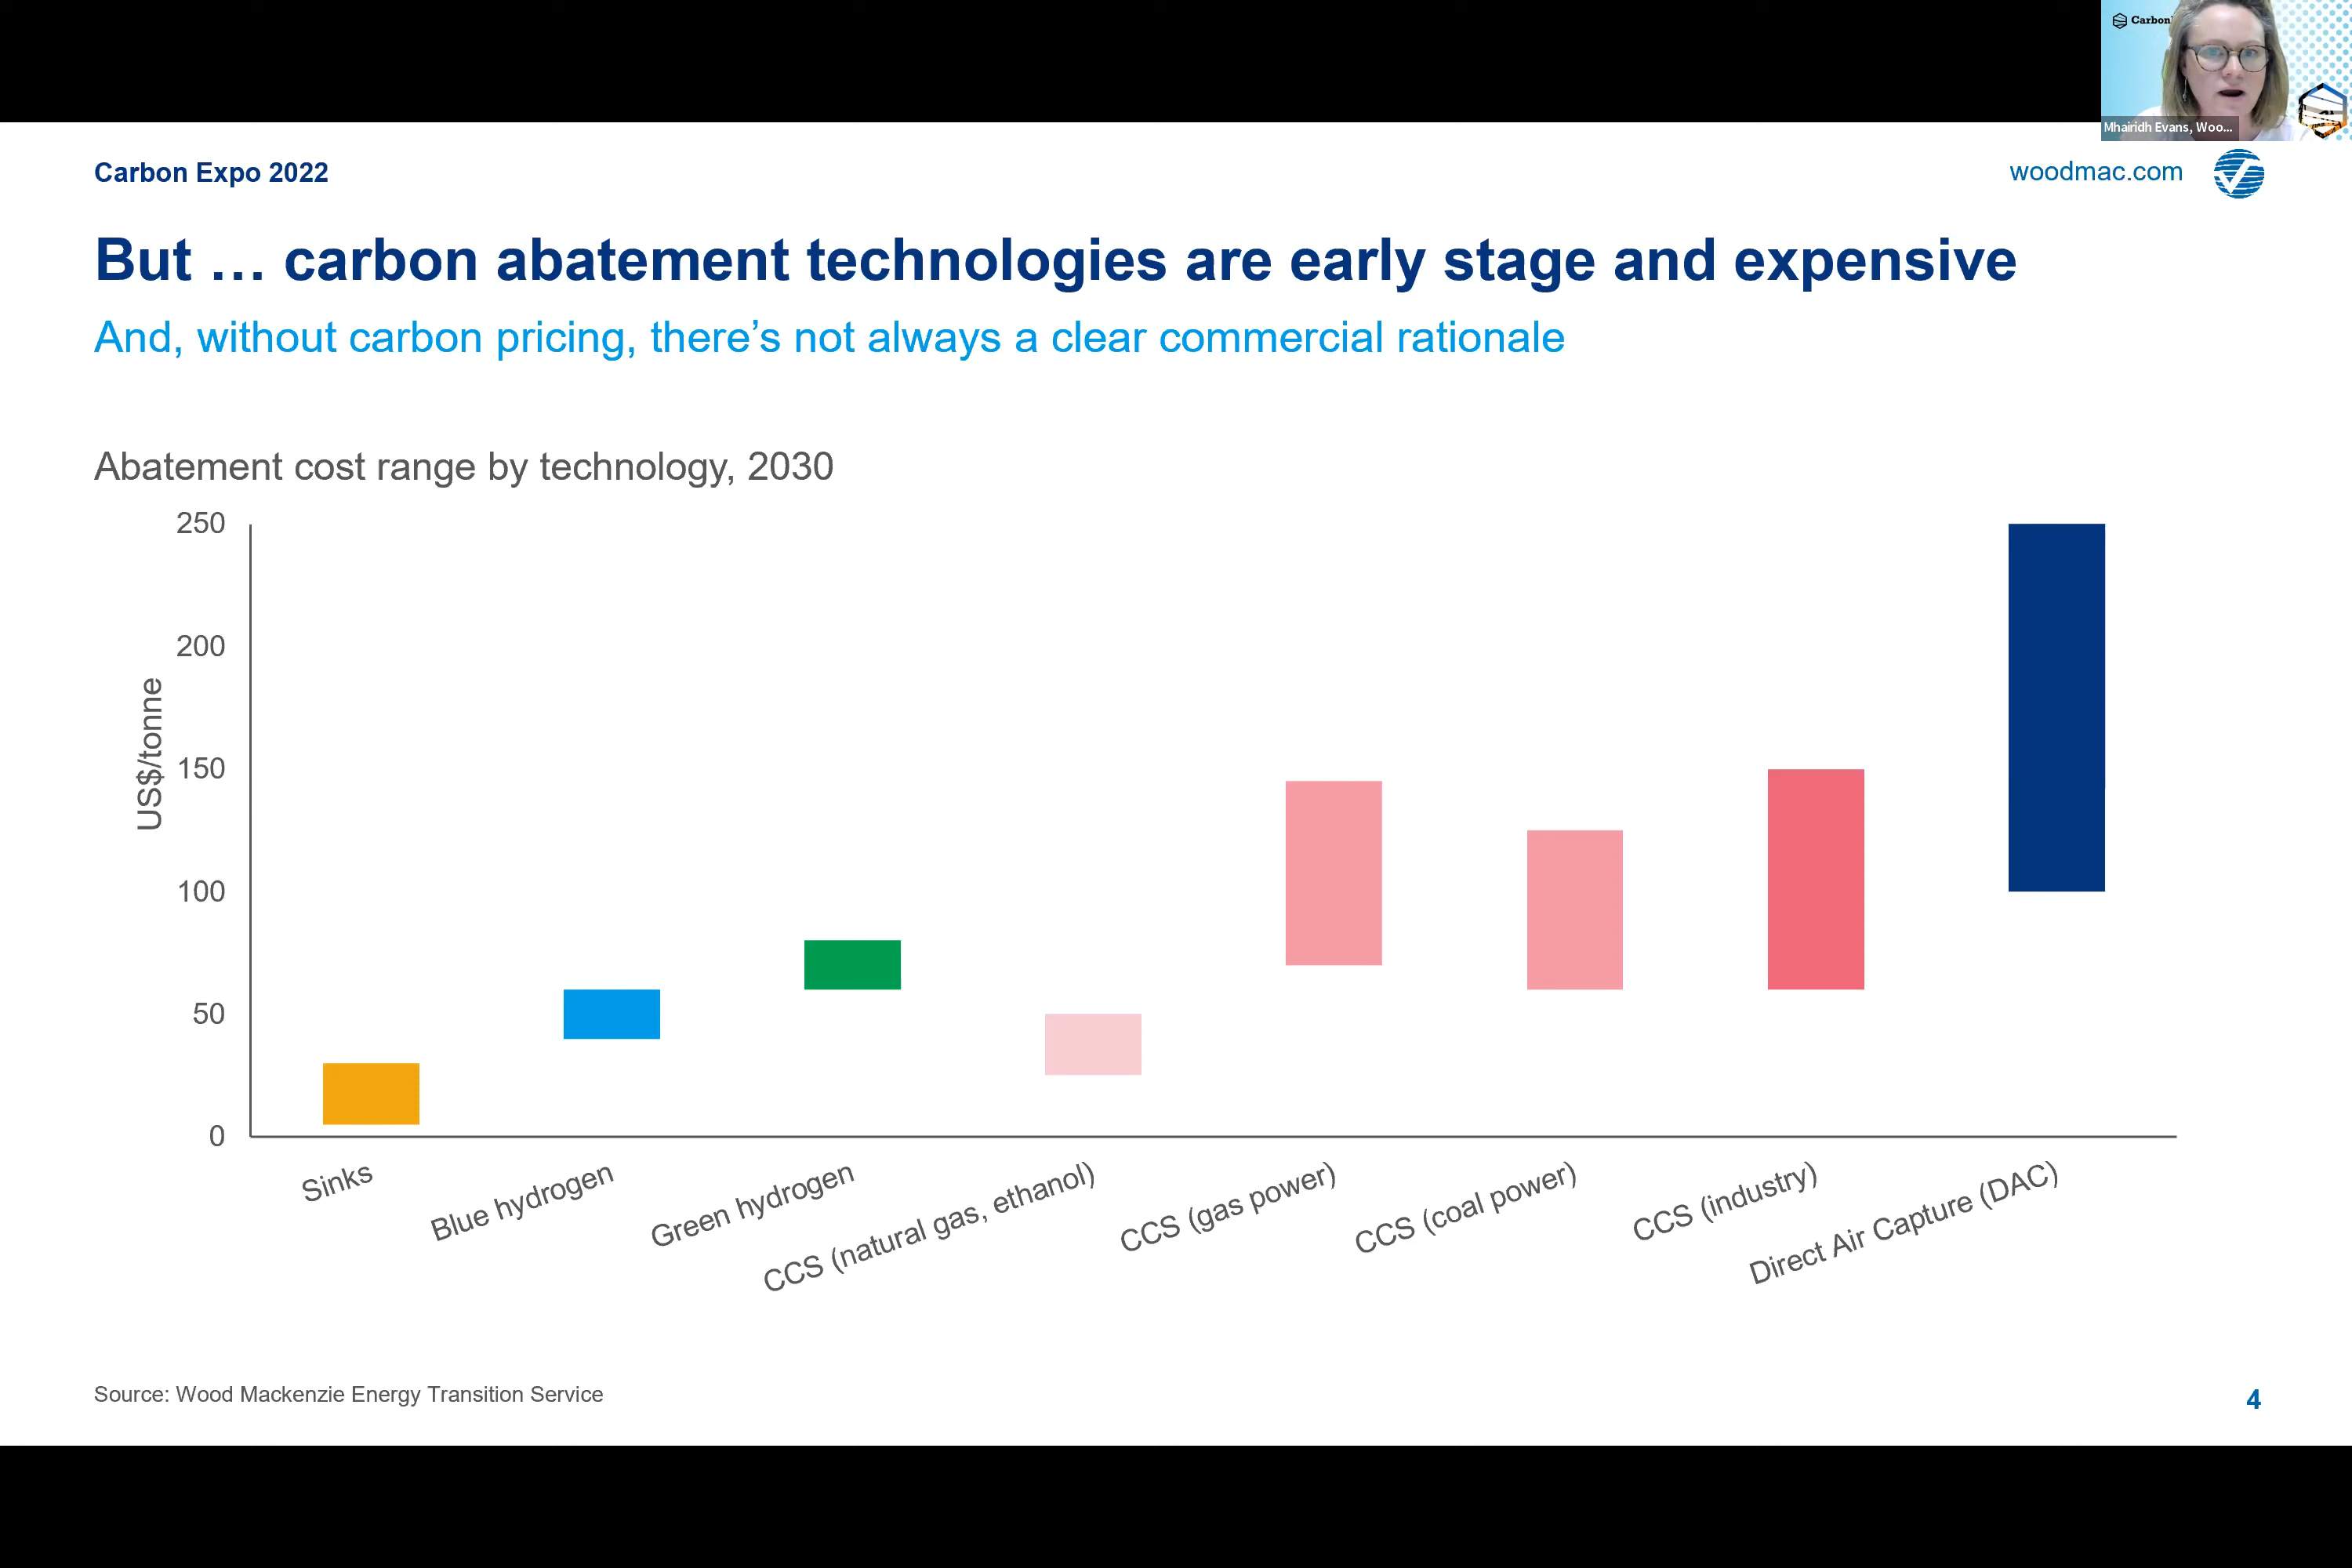 Carbon
Mhairidh Evans, Woo...
Carbon Expo 2022
woodmac.com
But … carbon abatement technologies are early stage and expensive
And, without carbon pricing, there’s not always a clear commercial rationale
Abatement cost range by technology, 2030
US$/tonne
250
200
150
100
50
0
Sinks
Blue hydrogen
Green hydrogen
CCS (natural gas, ethanol)
CCS (gas power)
CCS (coal power)
CCS (industry)
Direct Air Capture (DAC)
Source: Wood Mackenzie Energy Transition Service
4